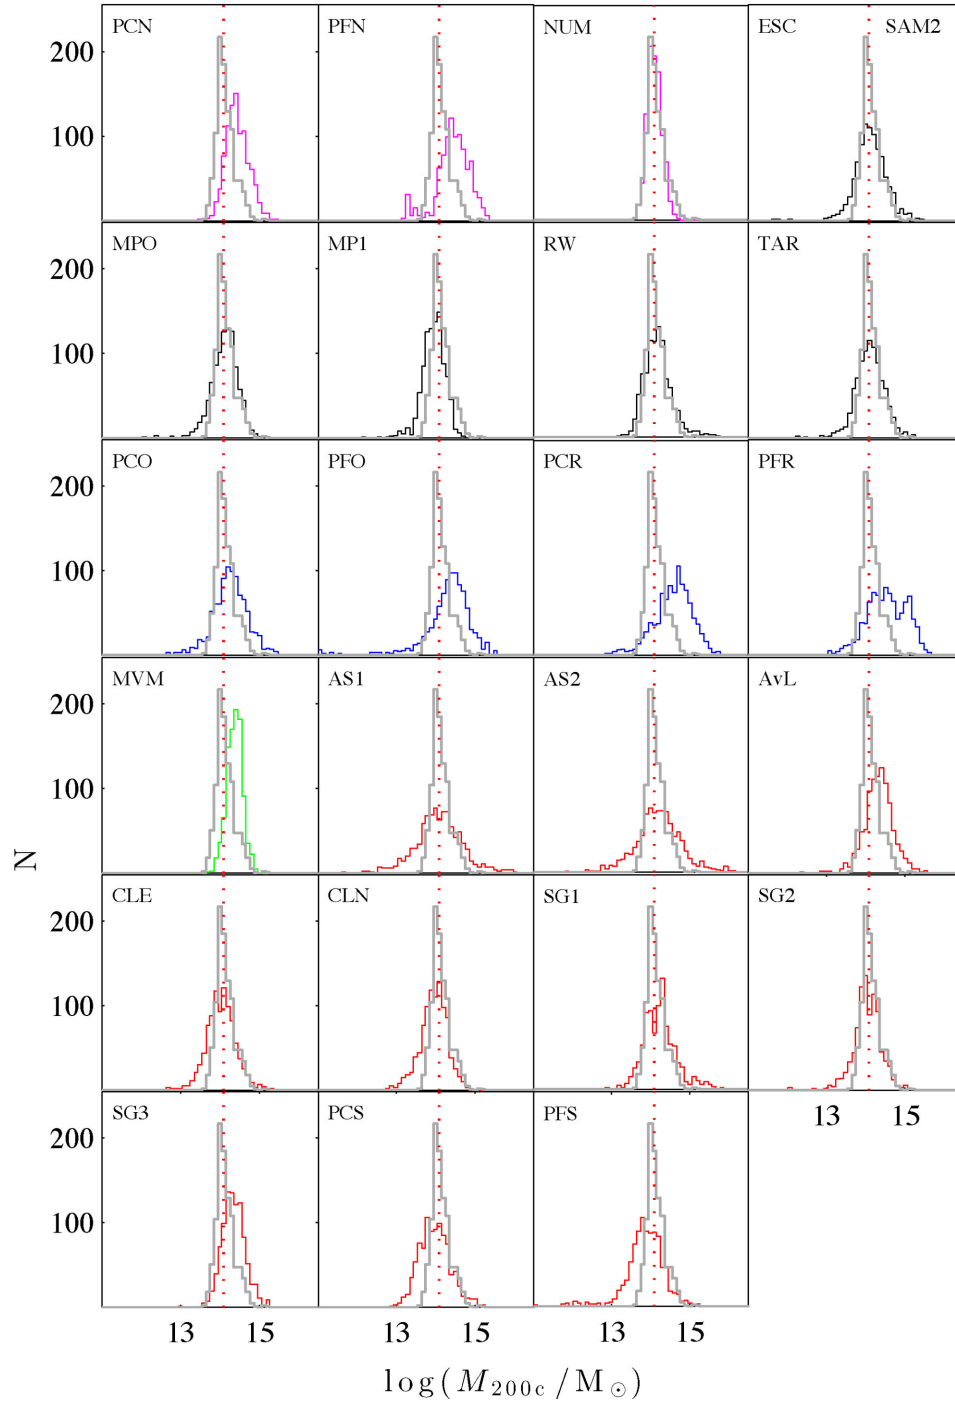 PCN PFN NUM ESC SAM2
200
100
MPO MP1 RW TAR
200
100
PCO PFO PCR PFR
200
100
MVM AS1 AS2 AvL
200
100
N
CLE CLN SG1 SG2
200
100
SG3 PCS PFS 13 15
200
100
13 15 13 15 13 15
log(M200c/M⊙)